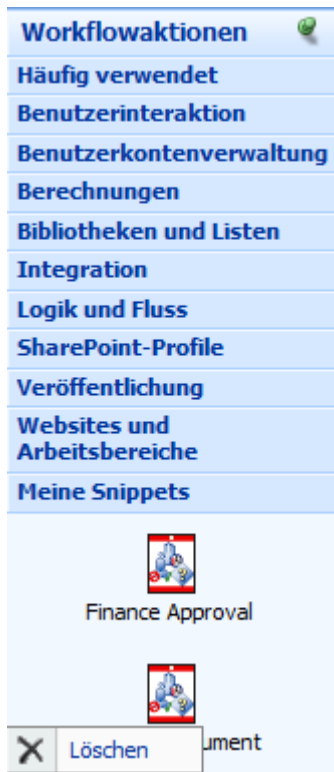 Workflowaktionen
Häufig verwendet
Benutzerinteraktion
Benutzerkontenverwaltung
Berechnungen
Bibliotheken und Listen
Integration
Logik und Fluss
SharePoint-Profile
Veröffentlichung
Websites und
Arbeitsbereiche
Meine Snippets
Finance Approval
Löschen